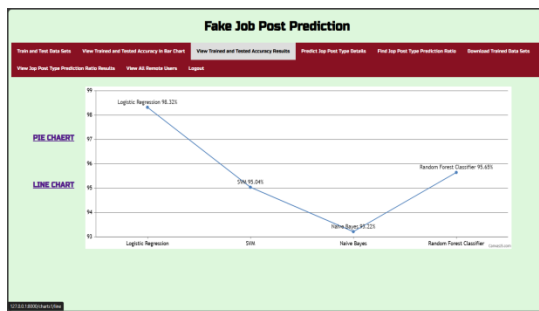 Fake Job Post Prediction
Train and Test Data Sets View Trained and Tested Accuracy in Bar Chart View Trained and Tested Accuracy Results Predict Job Post Type Details Find Job Post Type Prediction Ratio Download Trained Data Sets
View Job Post Type Prediction Ratio Results View All Remote Users Logout
PIE CHAERT
LINE CHART
99
98
97
96
95
94
93
Logistic Regression 98.32%
SVM 95.04%
Naive Bayes 93.22%
Random Forest Classifier 95.65%
Logistic Regression SVM Naive Bayes Random Forest Classifier